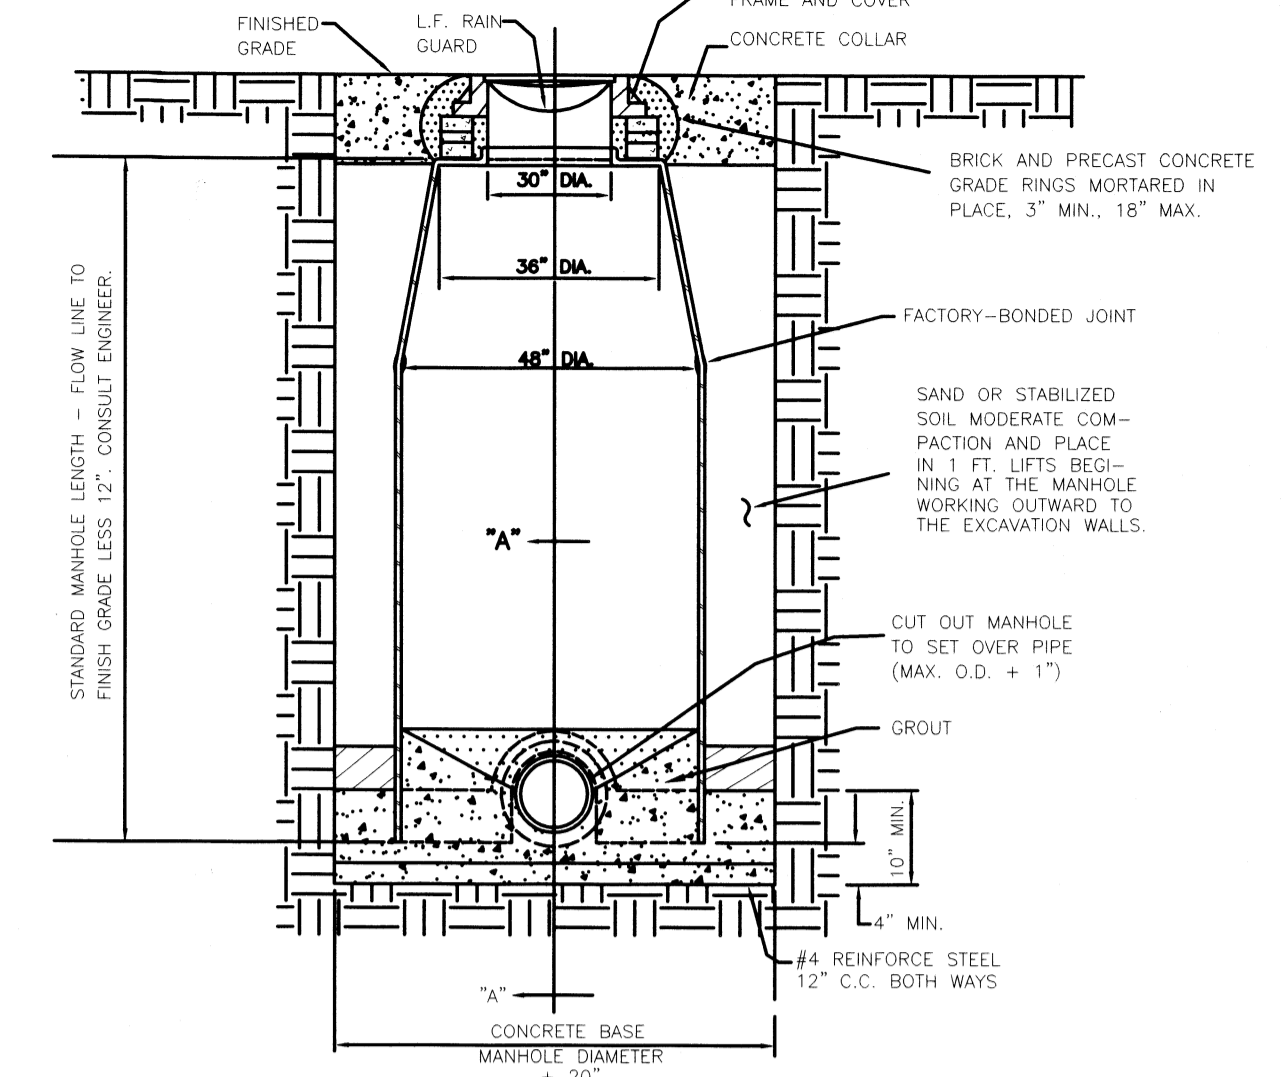 FRAME AND COVER
FINISHED
GRADE
L.F. RAIN
GUARD
CONCRETE COLLAR
BRICK AND PRECAST CONCRETE
GRADE RINGS MORTARED IN
PLACE, 3" MIN., 18" MAX.
30" DIA.
36" DIA.
48" DIA.
FACTORY-BONDED JOINT
STANDARD MANHOLE LENGTH - FLOW LINE TO
FINISH GRADE LESS 12". CONSULT ENGINEER.
SAND OR STABILIZED
SOIL MODERATE COM-
PACTION AND PLACE
IN 1 FT. LIFTS BEGI-
NING AT THE MANHOLE
WORKING OUTWARD TO
THE EXCAVATION WALLS.
"A"
CUT OUT MANHOLE
TO SET OVER PIPE
(MAX. O.D. + 1")
GROUT
10" MIN.
4" MIN.
#4 REINFORCE STEEL
12" C.C. BOTH WAYS
"A"
CONCRETE BASE
MANHOLE DIAMETER
+ 20"